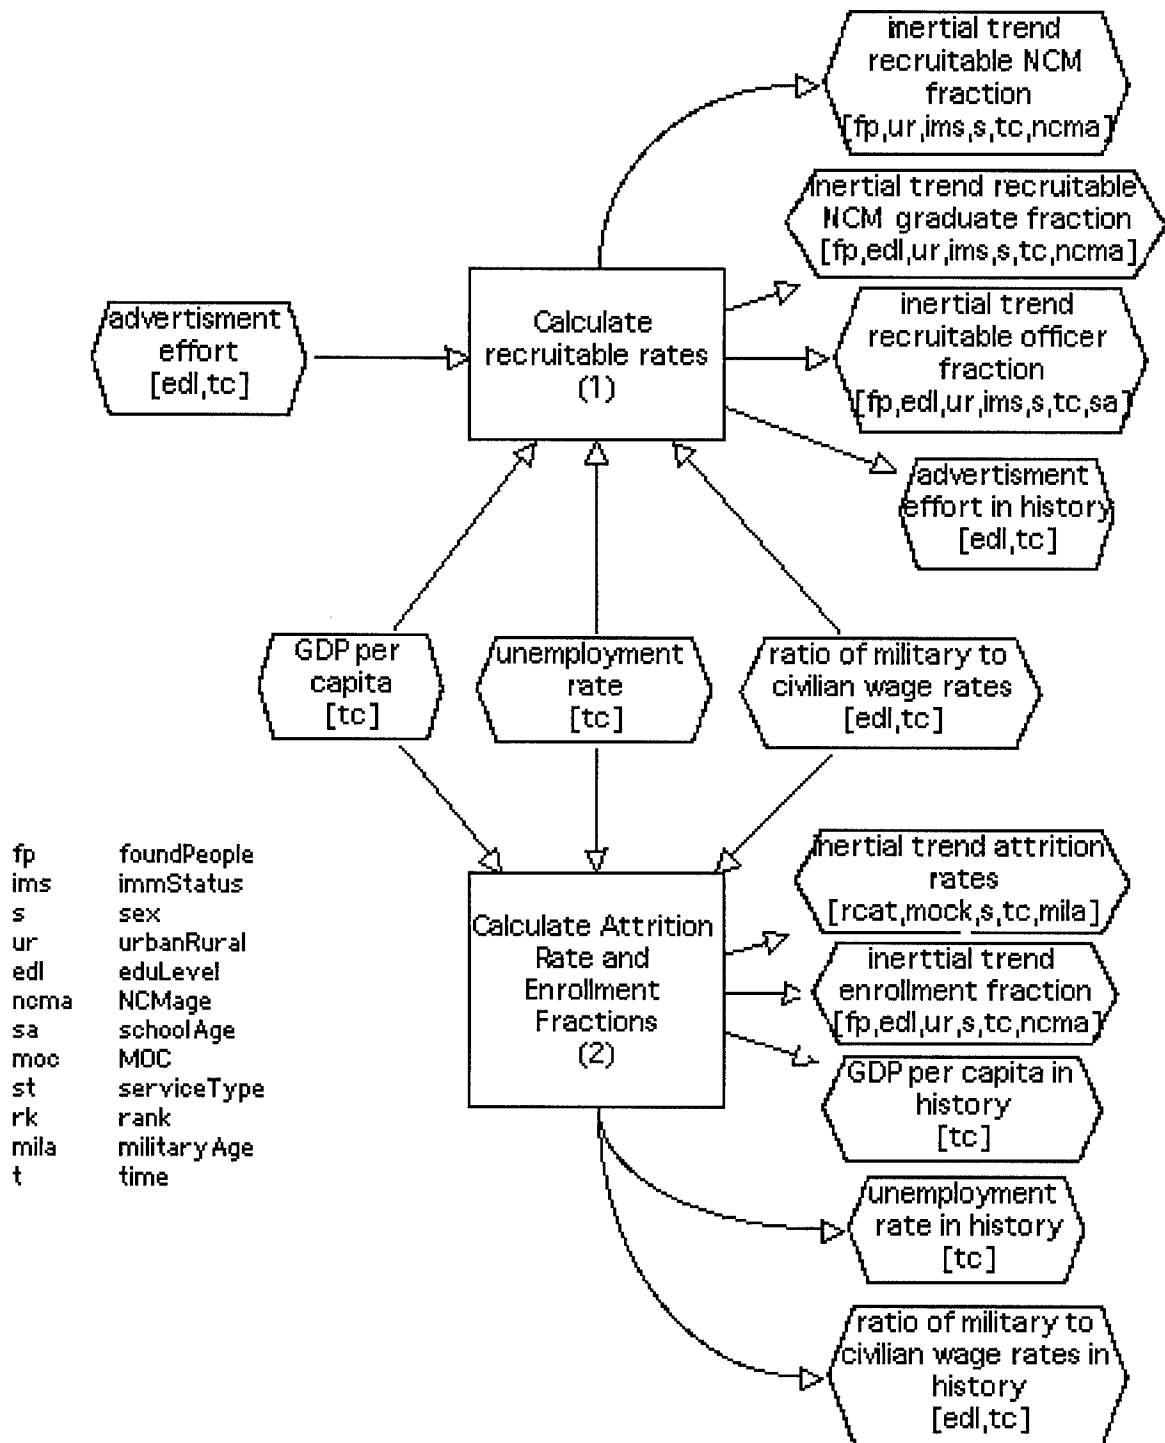 inertial trend
recruitable NCM
fraction
[fp,ur,ims,s,tc,ncma]
inertial trend recruitable
NCM graduate fraction
[fp,edl,ur,ims,s,tc,ncma]
advertisment
effort
[edl,tc]
Calculate
recruitable rates
(1)
inertial trend
recruitable officer
fraction
[fp,edl,ur,ims,s,tc,sa]
advertisment
effort in history
[edl,tc]
GDP per
capita
[tc]
unemployment
rate
[tc]
ratio of military to
civilian wage rates
[edl,tc]
fp foundPeople
ims immStatus
s sex
ur urbanRural
edl eduLevel
ncma NCMage
sa schoolAge
moc MOC
st serviceType
rk rank
mila militaryAge
t time
Calculate Attrition
Rate and
Enrollment
Fractions
(2)
inertial trend attrition
rates
[rcat,mock,s,tc,mila]
inerttial trend
enrollment fraction
[fp,edl,ur,s,tc,ncma]
GDP per capita in
history
[tc]
unemployment
rate in history
[tc]
ratio of military to
civilian wage rates in
history
[edl,tc]